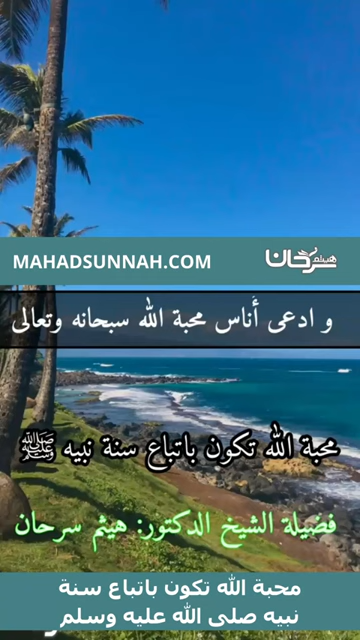 MAHADSUNNAH.COM
هيثم سرحان
و ادعى أناس محبة الله سبحانه وتعالى
محبة الله تكون باتباع سنة نبيه ﷺ
فضيلة الشيخ الدكتور: هيثم سرحان
محبة الله تكون باتباع سنة
نبيه صلى الله عليه وسلم